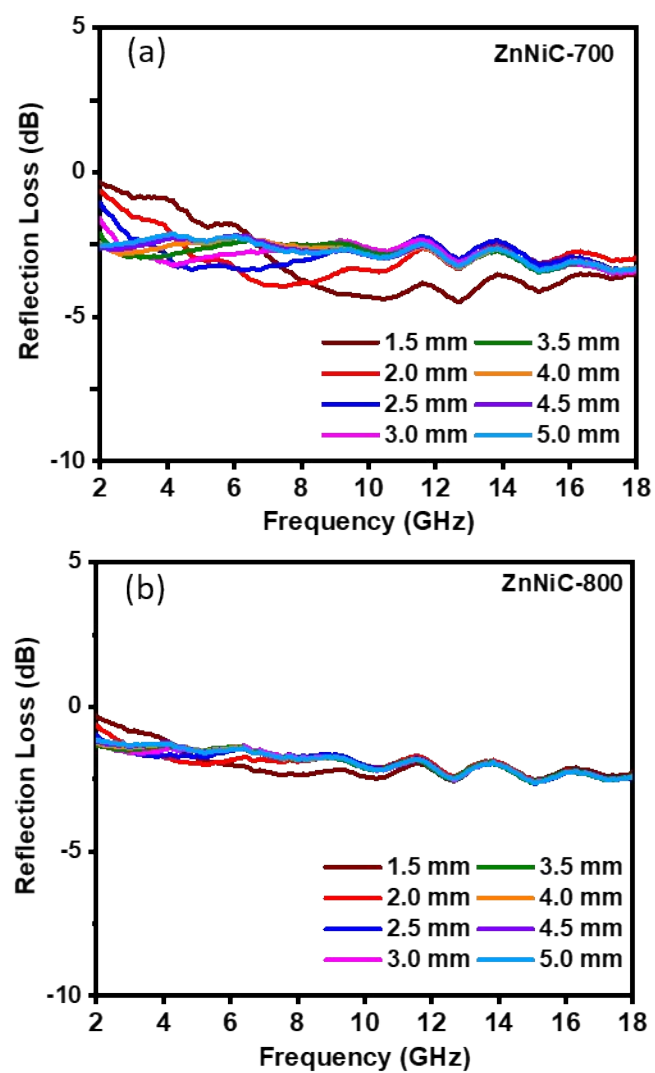 (a)
ZnNiC-700
5
0
-5
-10
Reflection Loss (dB)
1.5 mm 3.5 mm
2.0 mm 4.0 mm
2.5 mm 4.5 mm
3.0 mm 5.0 mm
2 4 6 8 10 12 14 16 18
Frequency (GHz)
(b)
ZnNiC-800
5
0
-5
-10
Reflection Loss (dB)
1.5 mm 3.5 mm
2.0 mm 4.0 mm
2.5 mm 4.5 mm
3.0 mm 5.0 mm
2 4 6 8 10 12 14 16 18
Frequency (GHz)